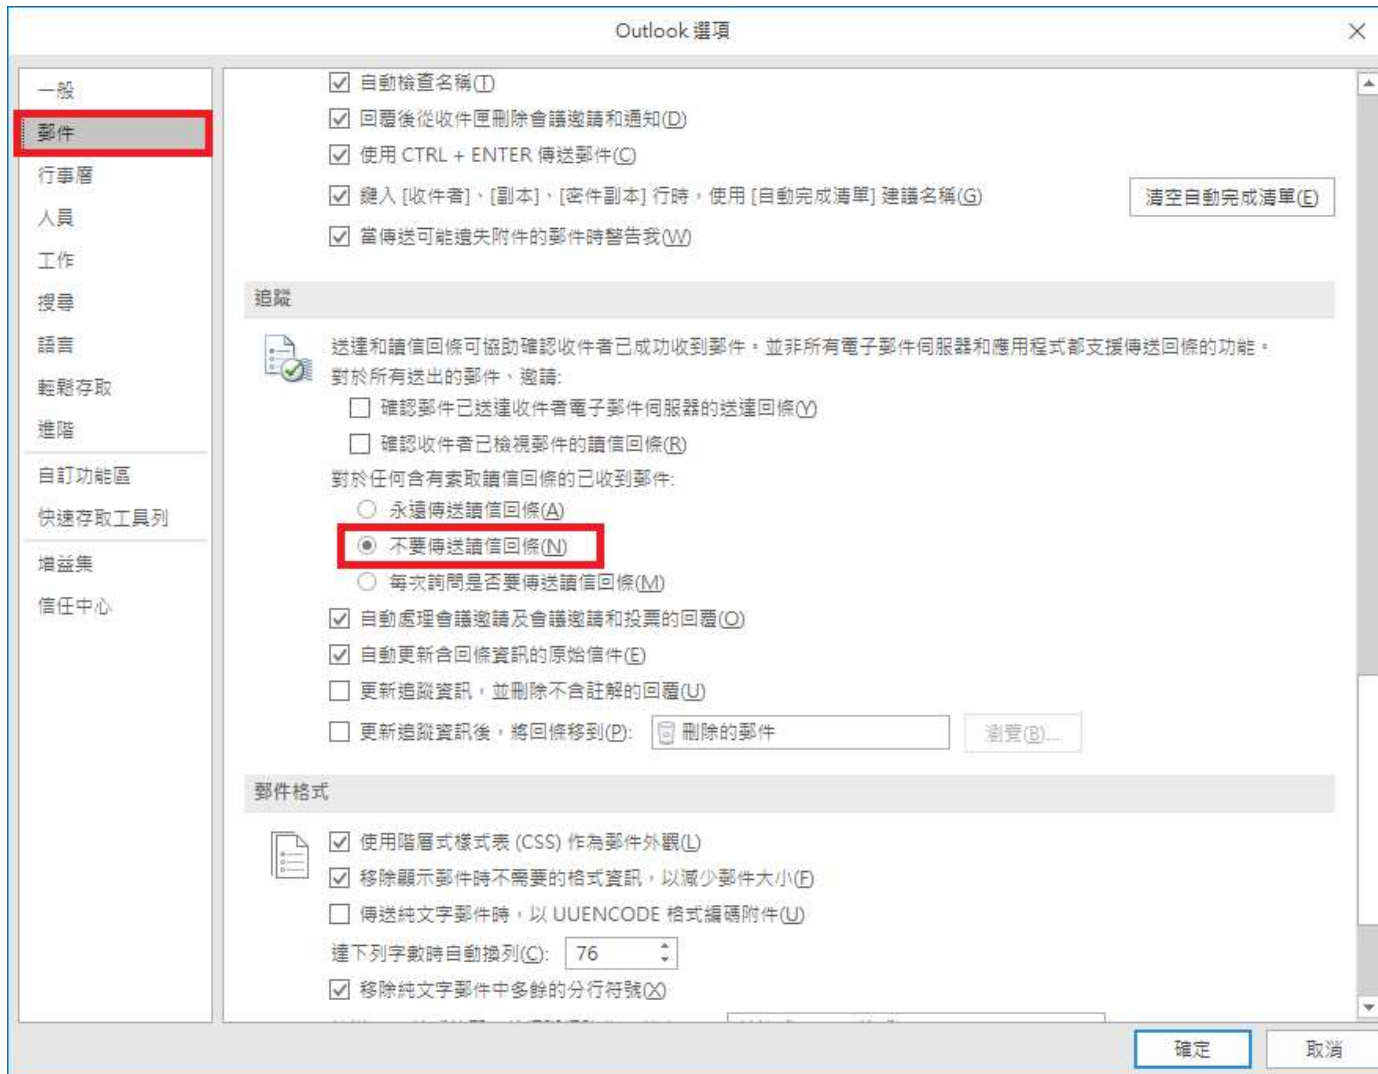 Outlook 選項
一般
郵件
行事曆
人員
工作
搜尋
語言
輕鬆存取
進階
自訂功能區
快速存取工具列
增益集
信任中心
自動檢查名稱(T)
回覆後從收件匣刪除會議邀請和通知(D)
使用 CTRL + ENTER 傳送郵件(C)
鍵入 [收件者]、[副本]、[密件副本] 行時，使用 [自動完成清單] 建議名稱(G)
清空自動完成清單(E)
當傳送可能遺失附件的郵件時警告我(W)
追蹤
送達和讀信回條可協助確認收件者已成功收到郵件。並非所有電子郵件伺服器和應用程式都支援傳送回條的功能。
對於所有送出的郵件、邀請:
確認郵件已送達收件者電子郵件伺服器的送達回條(Y)
確認收件者已檢視郵件的讀信回條(R)
對於任何含有索取讀信回條的已收到郵件:
永遠傳送讀信回條(A)
不要傳送讀信回條(N)
每次詢問是否要傳送讀信回條(M)
自動處理會議邀請及會議邀請和投票的回覆(O)
自動更新含回條資訊的原始信件(E)
更新追蹤資訊，並刪除不含註解的回覆(U)
更新追蹤資訊後，將回條移到(P): 刪除的郵件 瀏覽(B)...
郵件格式
使用階層式樣式表 (CSS) 作為郵件外觀(L)
移除顯示郵件時不需要的格式資訊，以減少郵件大小(F)
傳送純文字郵件時，以 UUENCODE 格式編碼附件(U)
達下列字數時自動換列(C): 76
移除純文字郵件中多餘的分行符號(X)
確定
取消